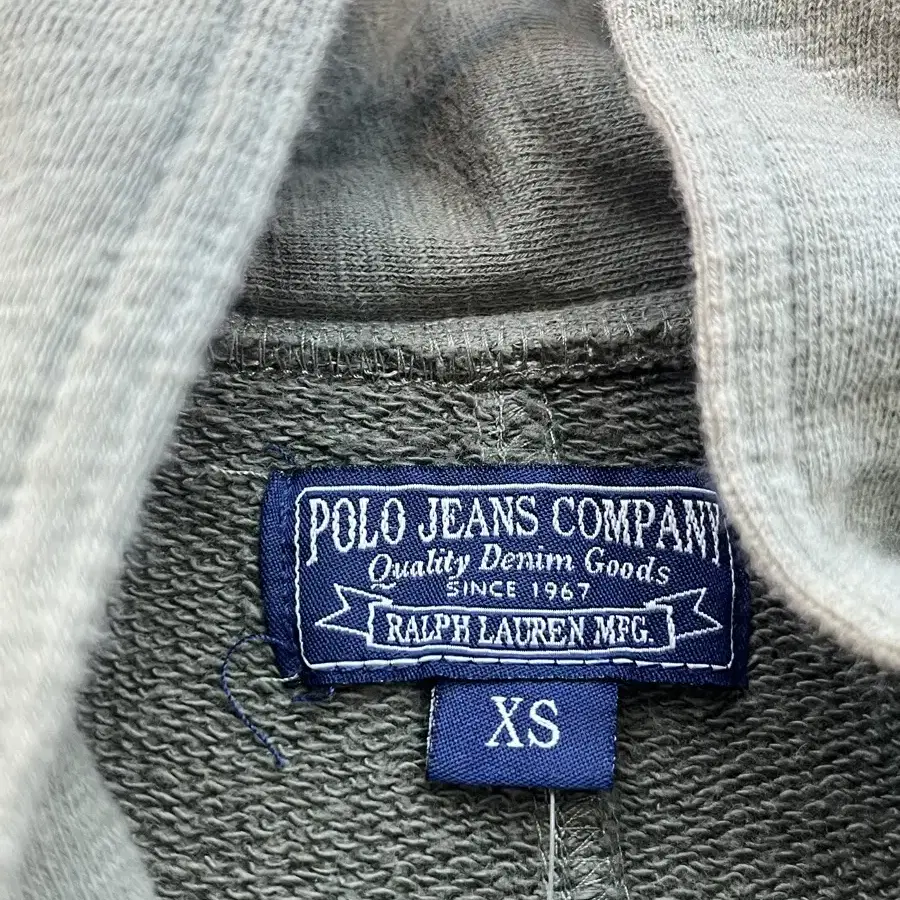 POLO JEANS COMPANY
Quality Denim Goods
SINCE 1967
RALPH LAUREN MFG.
XS